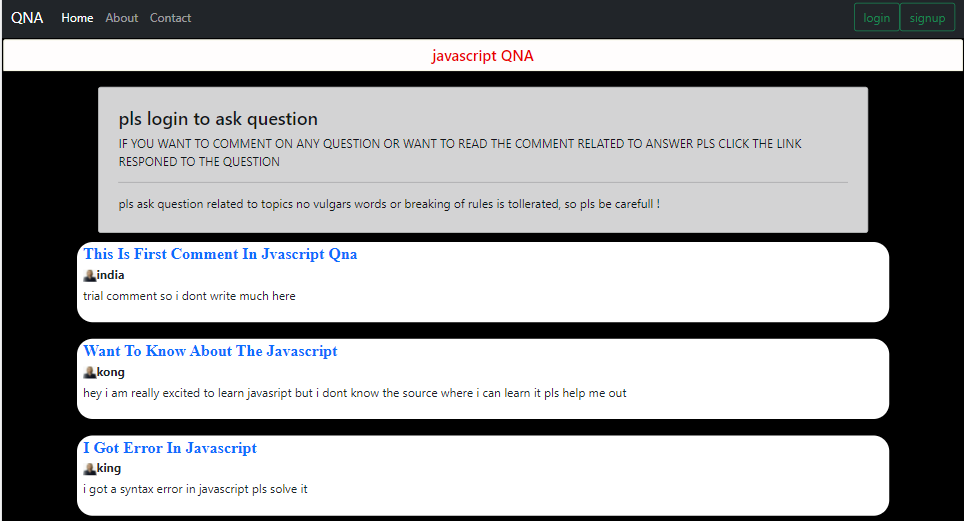 QNA Home About Contact login signup
javascript QNA
pls login to ask question
IF YOU WANT TO COMMENT ON ANY QUESTION OR WANT TO READ THE COMMENT RELATED TO ANSWER PLS CLICK THE LINK
RESPONED TO THE QUESTION
pls ask question related to topics no vulgars words or breaking of rules is tollerated, so pls be carefull !
This Is First Comment In Jvascript Qna
india
trial comment so i dont write much here
Want To Know About The Javascript
kong
hey i am really excited to learn javasript but i dont know the source where i can learn it pls help me out
I Got Error In Javascript
king
i got a syntax error in javascript pls solve it